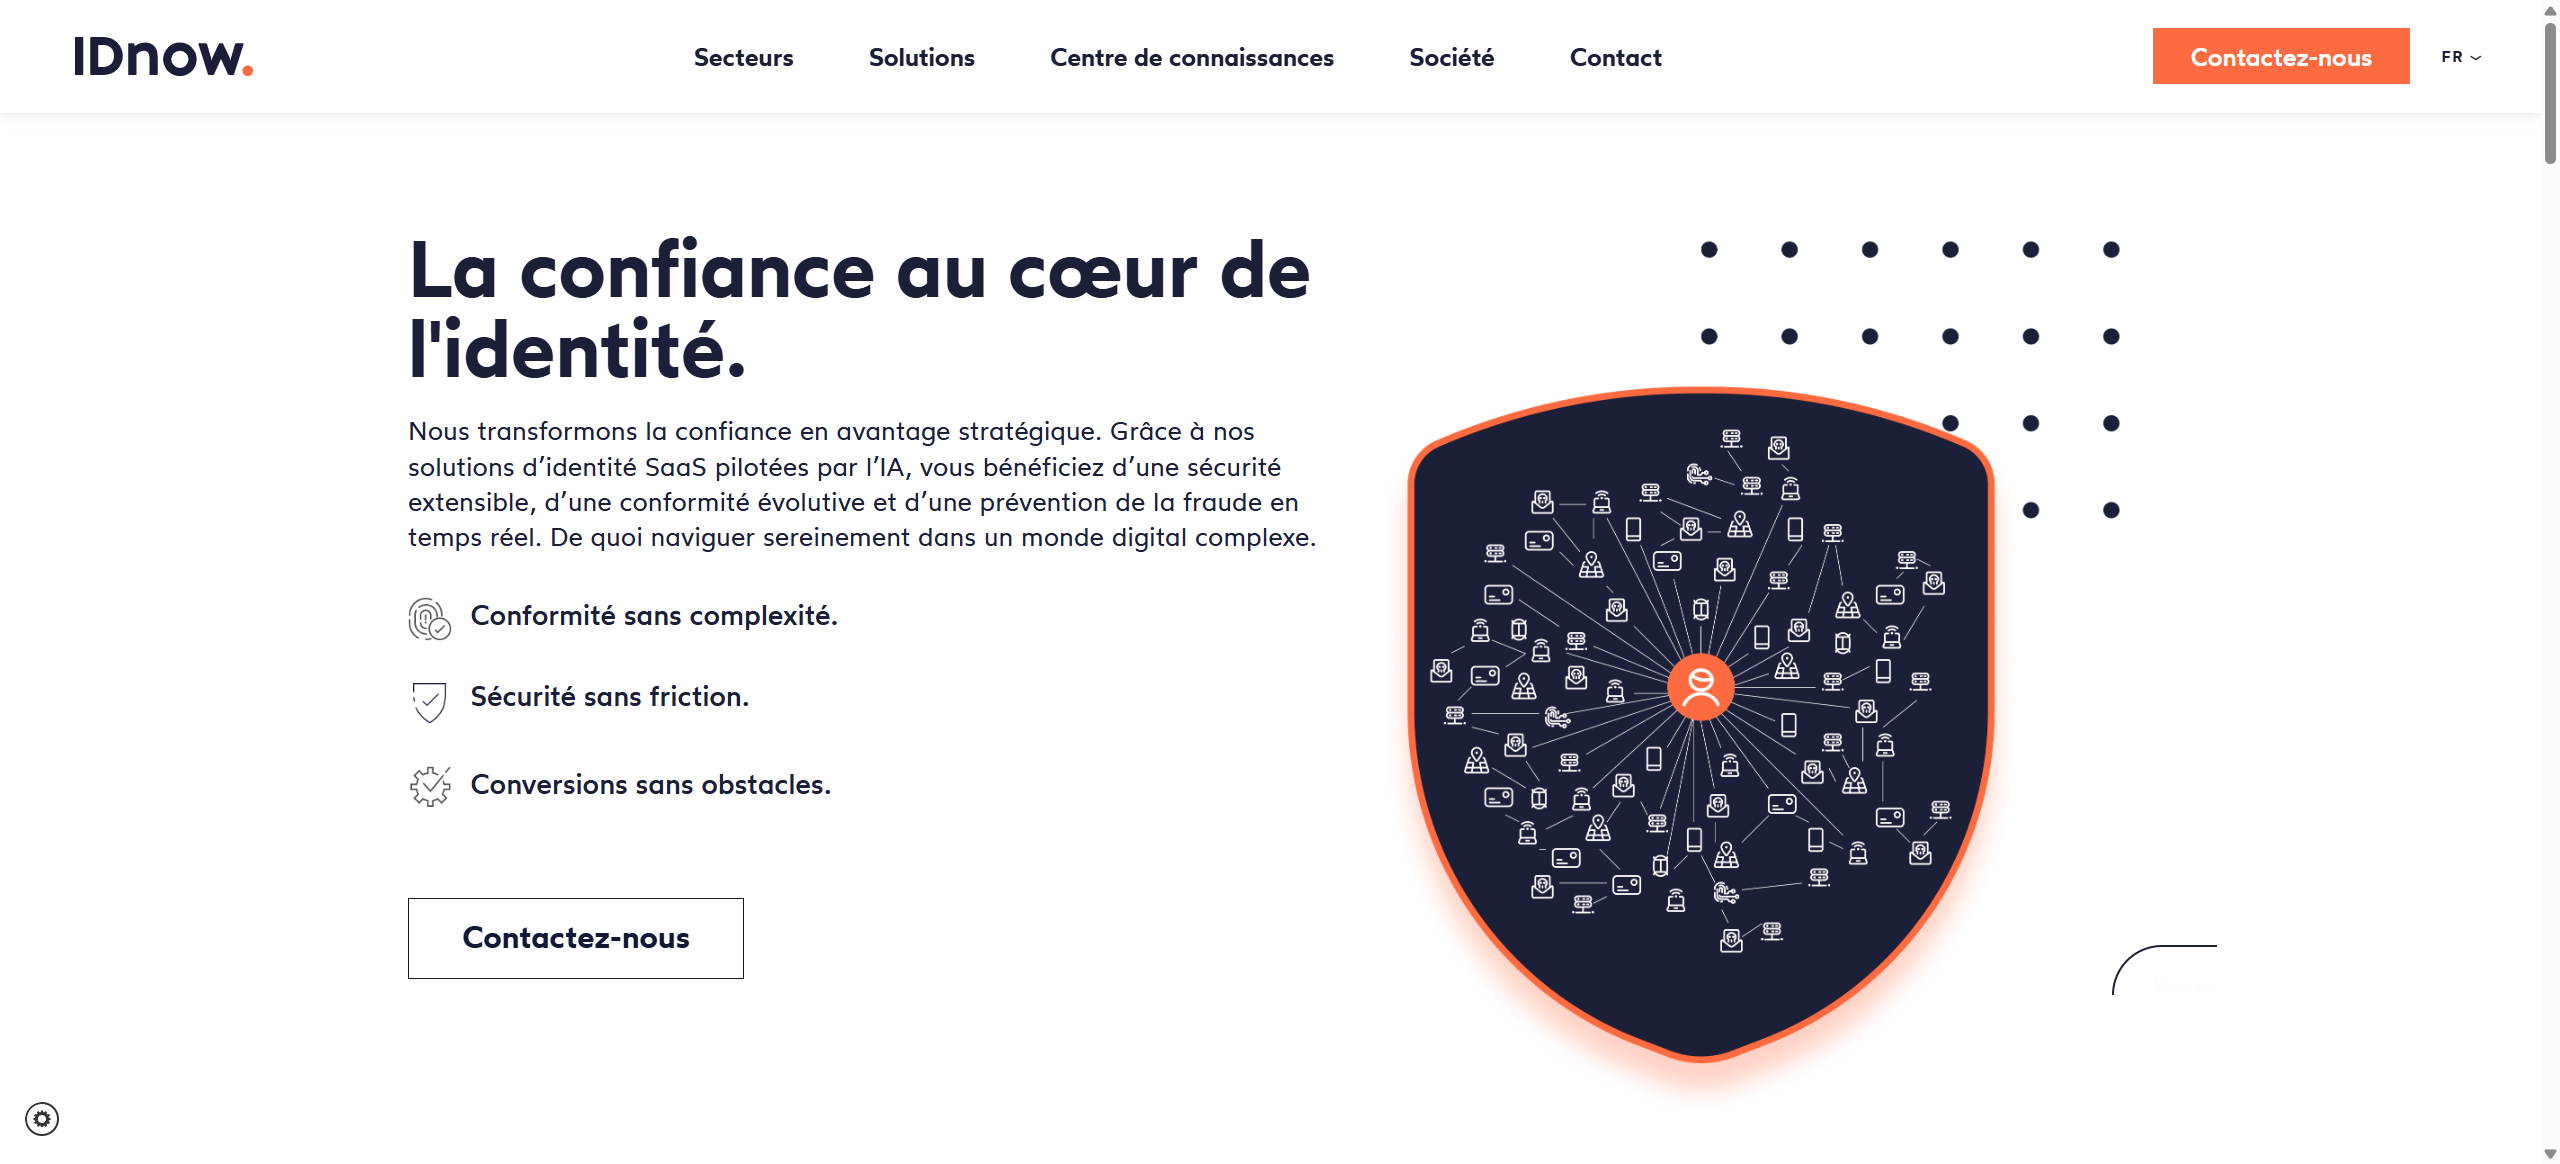 IDnow.
Secteurs
Solutions
Centre de connaissances
Société
Contact
Contactez-nous
FR
La confiance au cœur de
l'identité.
Nous transformons la confiance en avantage stratégique. Grâce à nos
solutions d’identité SaaS pilotées par l’IA, vous bénéficiez d’une sécurité
extensible, d’une conformité évolutive et d’une prévention de la fraude en
temps réel. De quoi naviguer sereinement dans un monde digital complexe.
Conformité sans complexité.
Sécurité sans friction.
Conversions sans obstacles.
Contactez-nous